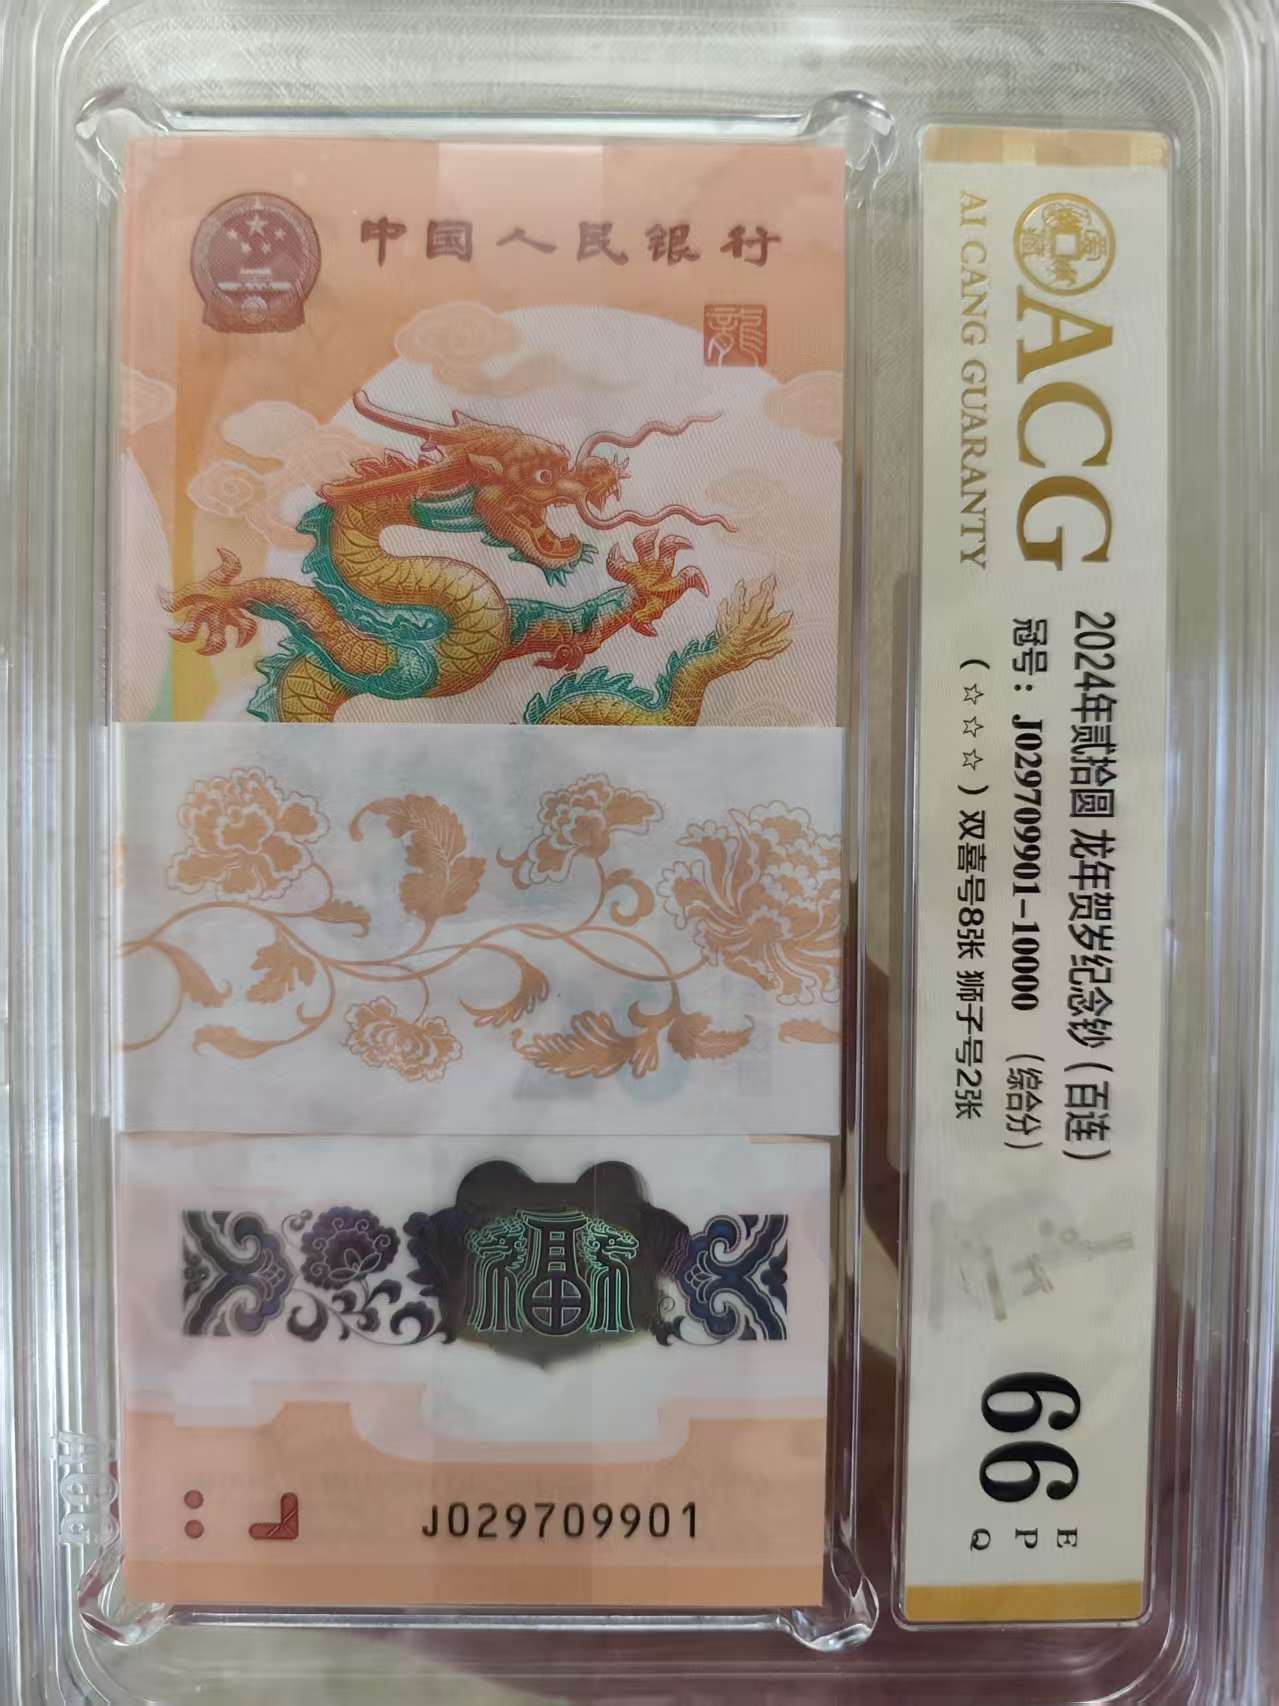 中国人民银行
龍
福
J029709901
ACG
AI CANG GUARANTY
2024年贰拾圆 龙年贺岁纪念钞（百连）
冠号：J029709901-10000 （综合分）
（☆☆☆）双喜号8张 狮子号2张
66
E
P
Q